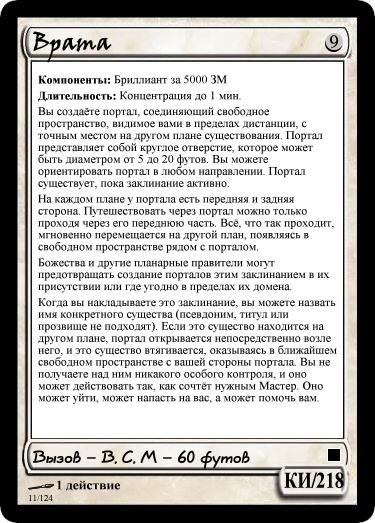 Врата
9
Компоненты: Бриллиант за 5000 ЗМ
Длительность: Концентрация до 1 мин.
Вы создаёте портал, соединяющий свободное
пространство, видимое вами в пределах дистанции, с
точным местом на другом плане существования. Портал
представляет собой круглое отверстие, которое может
быть диаметром от 5 до 20 футов. Вы можете
ориентировать портал в любом направлении. Портал
существует, пока заклинание активно.
На каждом плане у портала есть передняя и задняя
сторона. Путешествовать через портал можно только
проходя через его переднюю часть. Всё, что так проходит,
мгновенно перемещается на другой план, появляясь в
свободном пространстве рядом с порталом.
Божества и другие планарные правители могут
предотвращать создание порталов этим заклинанием в их
присутствии или где угодно в пределах их домена.
Когда вы накладываете это заклинание, вы можете назвать
имя конкретного существа (псевдоним, титул или
прозвище не подходят). Если это существо находится на
другом плане, портал открывается непосредственно возле
него, и это существо втягивается, оказываясь в ближайшем
свободном пространстве с вашей стороны портала. Вы не
получаете над ним никакого особого контроля, и оно
может действовать так, как сочтёт нужным Мастер. Оно
может уйти, может напасть на вас, а может помочь вам.
Вызов – В, С, М – 60 футов
КИ/218
1 действие
11/124